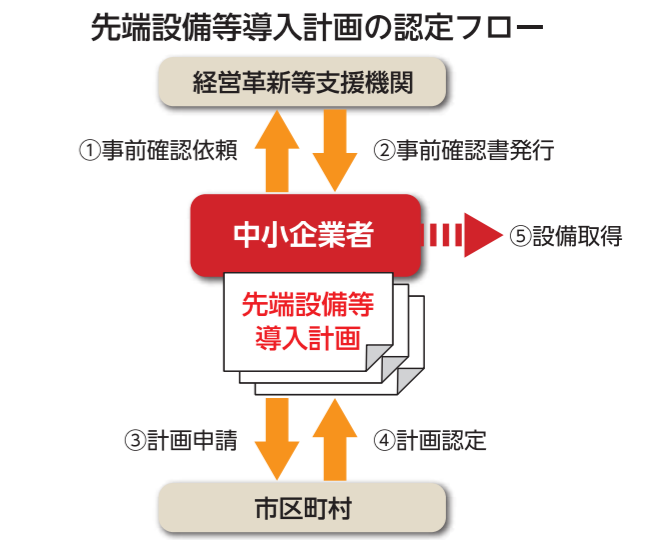 先端設備等導入計画の認定フロー
経営革新等支援機関
①事前確認依頼
②事前確認書発行
中小企業者
⑤設備取得
先端設備等
導入計画
③計画申請
④計画認定
市区町村